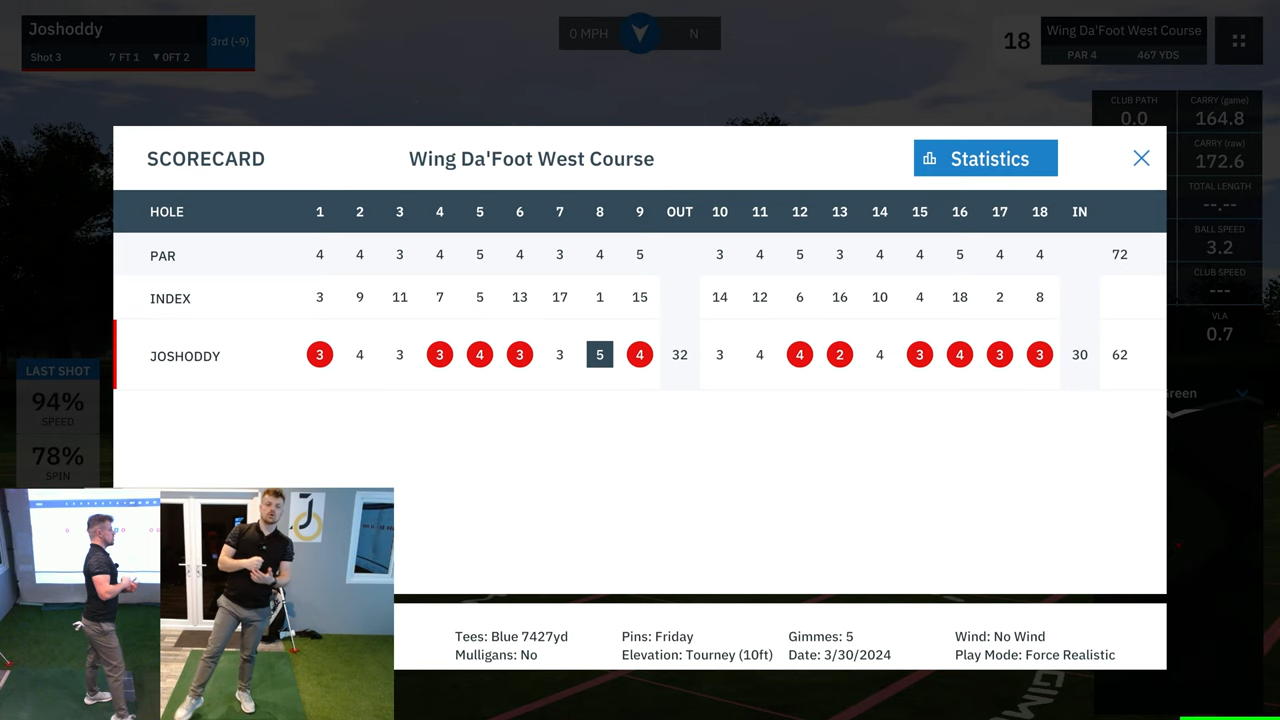 Joshoddy
3rd (-9)
Shot 3 7 FT 1 ▼0FT 2
0 MPH N
18
Wing Da'Foot West Course
PAR 4 467 YDS
CLUB PATH
0.0
CARRY (game)
164.8
CARRY (raw)
172.6
TOTAL LENGTH
--.--
BALL SPEED
3.2
CLUB SPEED
---
VLA
0.7
SCORECARD Wing Da'Foot West Course Statistics
HOLE 1 2 3 4 5 6 7 8 9 OUT 10 11 12 13 14 15 16 17 18 IN
PAR 4 4 3 4 5 4 3 4 5 3 4 5 3 4 4 5 4 4 72
INDEX 3 9 11 7 5 13 17 1 15 14 12 6 16 10 4 18 2 8
JOSHODDY 3 4 3 3 4 3 3 5 4 32 3 4 4 2 4 3 4 3 3 30 62
LAST SHOT
94%
SPEED
78%
SPIN
reen
Tees: Blue 7427yd Pins: Friday Gimmes: 5 Wind: No Wind
Mulligans: No Elevation: Tourney (10ft) Date: 3/30/2024 Play Mode: Force Realistic
GIM